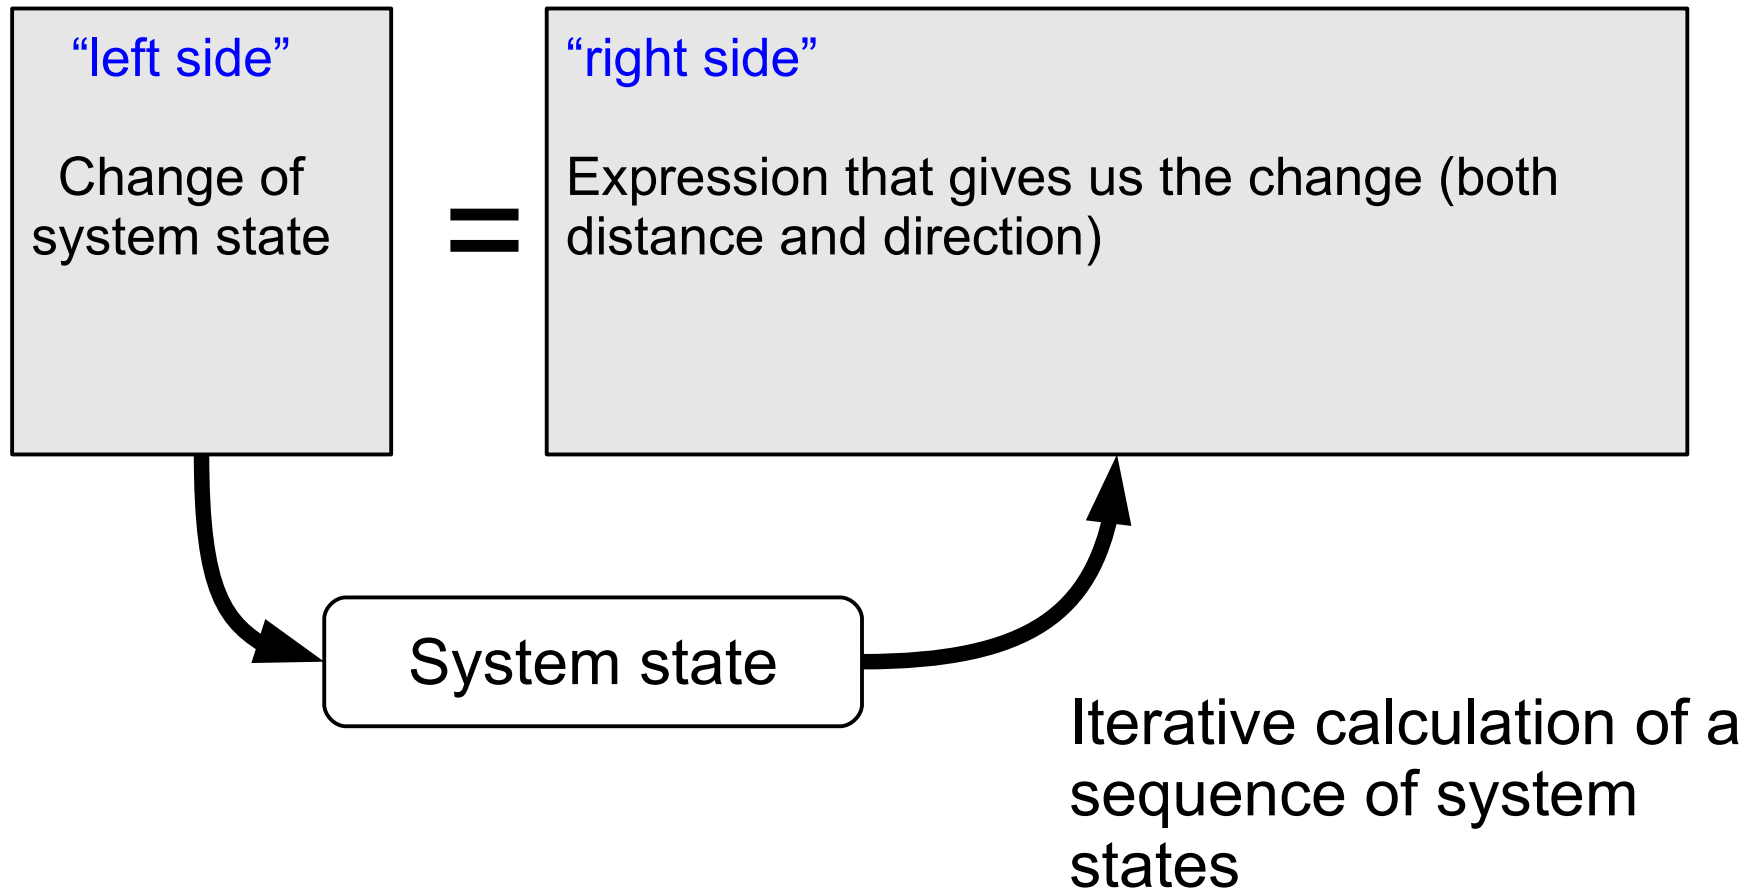 “left side”
Change of
system state
=
“right side”
Expression that gives us the change (both
distance and direction)
System state
Iterative calculation of a
sequence of system
states